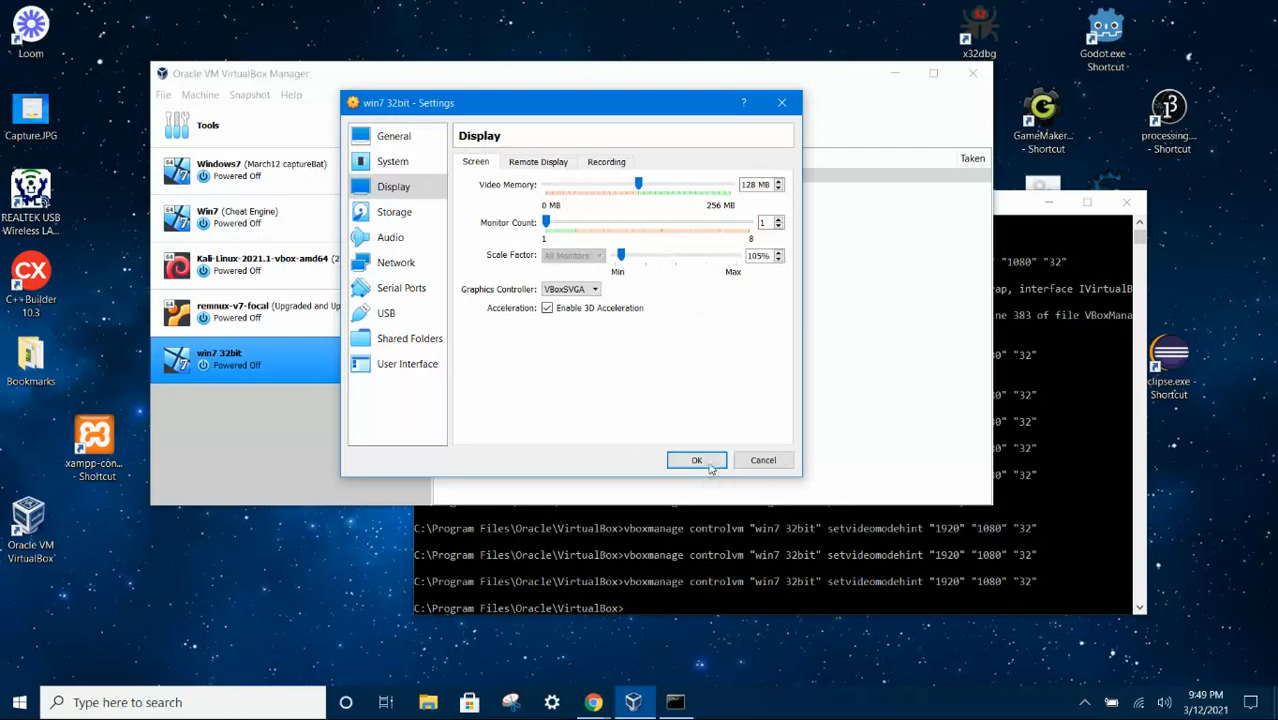 Loom
Capture.JPG
REALTEK USB
Wireless LA...
C++Builder
10.3
Bookmarks
xampp-con...
Shortcut
Oracle VM
VirtualBox
x32dbg
Godot.exe -
Shortcut
GameMaker...
- Shortcut
processing....
- Shortcut
eclipse.exe -
Shortcut
Oracle VM VirtualBox Manager
File Machine Snapshot Help
Tools
Taken
Windows7 (March12 captureBat)
Powered Off
Win7 (Cheat Engine)
Powered Off
Kali-Linux-2021.1-vbox-amd64 (2
Powered Off
remnux-v7-focal (Upgraded and Up
Powered Off
win7 32bit
Powered Off
win7 32bit - Settings
?
General
System
Display
Storage
Audio
Network
Serial Ports
USB
Shared Folders
User Interface
Display
Screen Remote Display Recording
Video Memory: 128 MB
0 MB 256 MB
Monitor Count: 1
1 8
Scale Factor: All Monitors 105%
Min Max
Graphics Controller: VBoxSVGA
Acceleration: Enable 3D Acceleration
OK Cancel
"1080" "32"
ap, interface IVirtualB
ine 383 of file VBoxMana
80" "32"
80" "32"
80" "32"
80" "32"
80" "32"
C:\Program Files\Oracle\VirtualBox>vboxmanage controlvm "win7 32bit" setvideomodehint "1920" "1080" "32"
C:\Program Files\Oracle\VirtualBox>vboxmanage controlvm "win7 32bit" setvideomodehint "1920" "1080" "32"
C:\Program Files\Oracle\VirtualBox>vboxmanage controlvm "win7 32bit" setvideomodehint "1920" "1080" "32"
C:\Program Files\Oracle\VirtualBox>
Type here to search
9:49 PM
3/12/2021